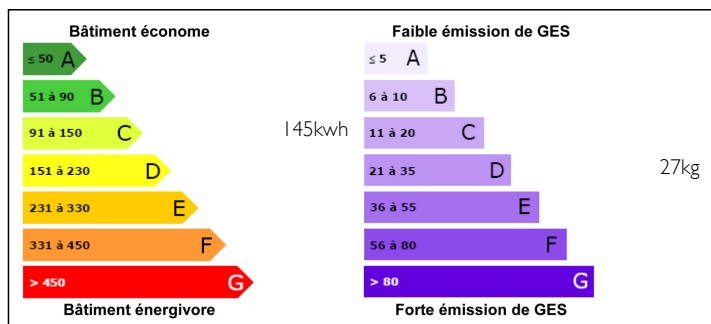 Bâtiment économe
≤ 50 A
51 à 90 B
91 à 150 C
145kwh
151 à 230 D
231 à 330 E
331 à 450 F
> 450 G
Bâtiment énergivore
Faible émission de GES
≤ 5 A
6 à 10 B
11 à 20 C
21 à 35 D
27kg
36 à 55 E
56 à 80 F
> 80 G
Forte émission de GES